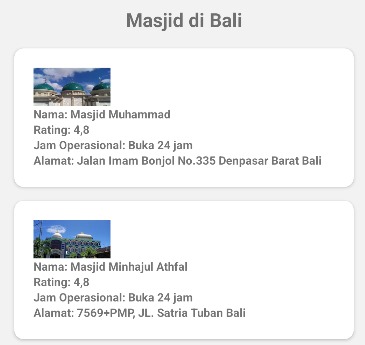 Masjid di Bali
Nama: Masjid Muhammad
Rating: 4,8
Jam Operasional: Buka 24 jam
Alamat: Jalan Imam Bonjol No.335 Denpasar Barat Bali
Nama: Masjid Minhajul Athfal
Rating: 4,8
Jam Operasional: Buka 24 jam
Alamat: 7569+PMP, JL. Satria Tuban Bali